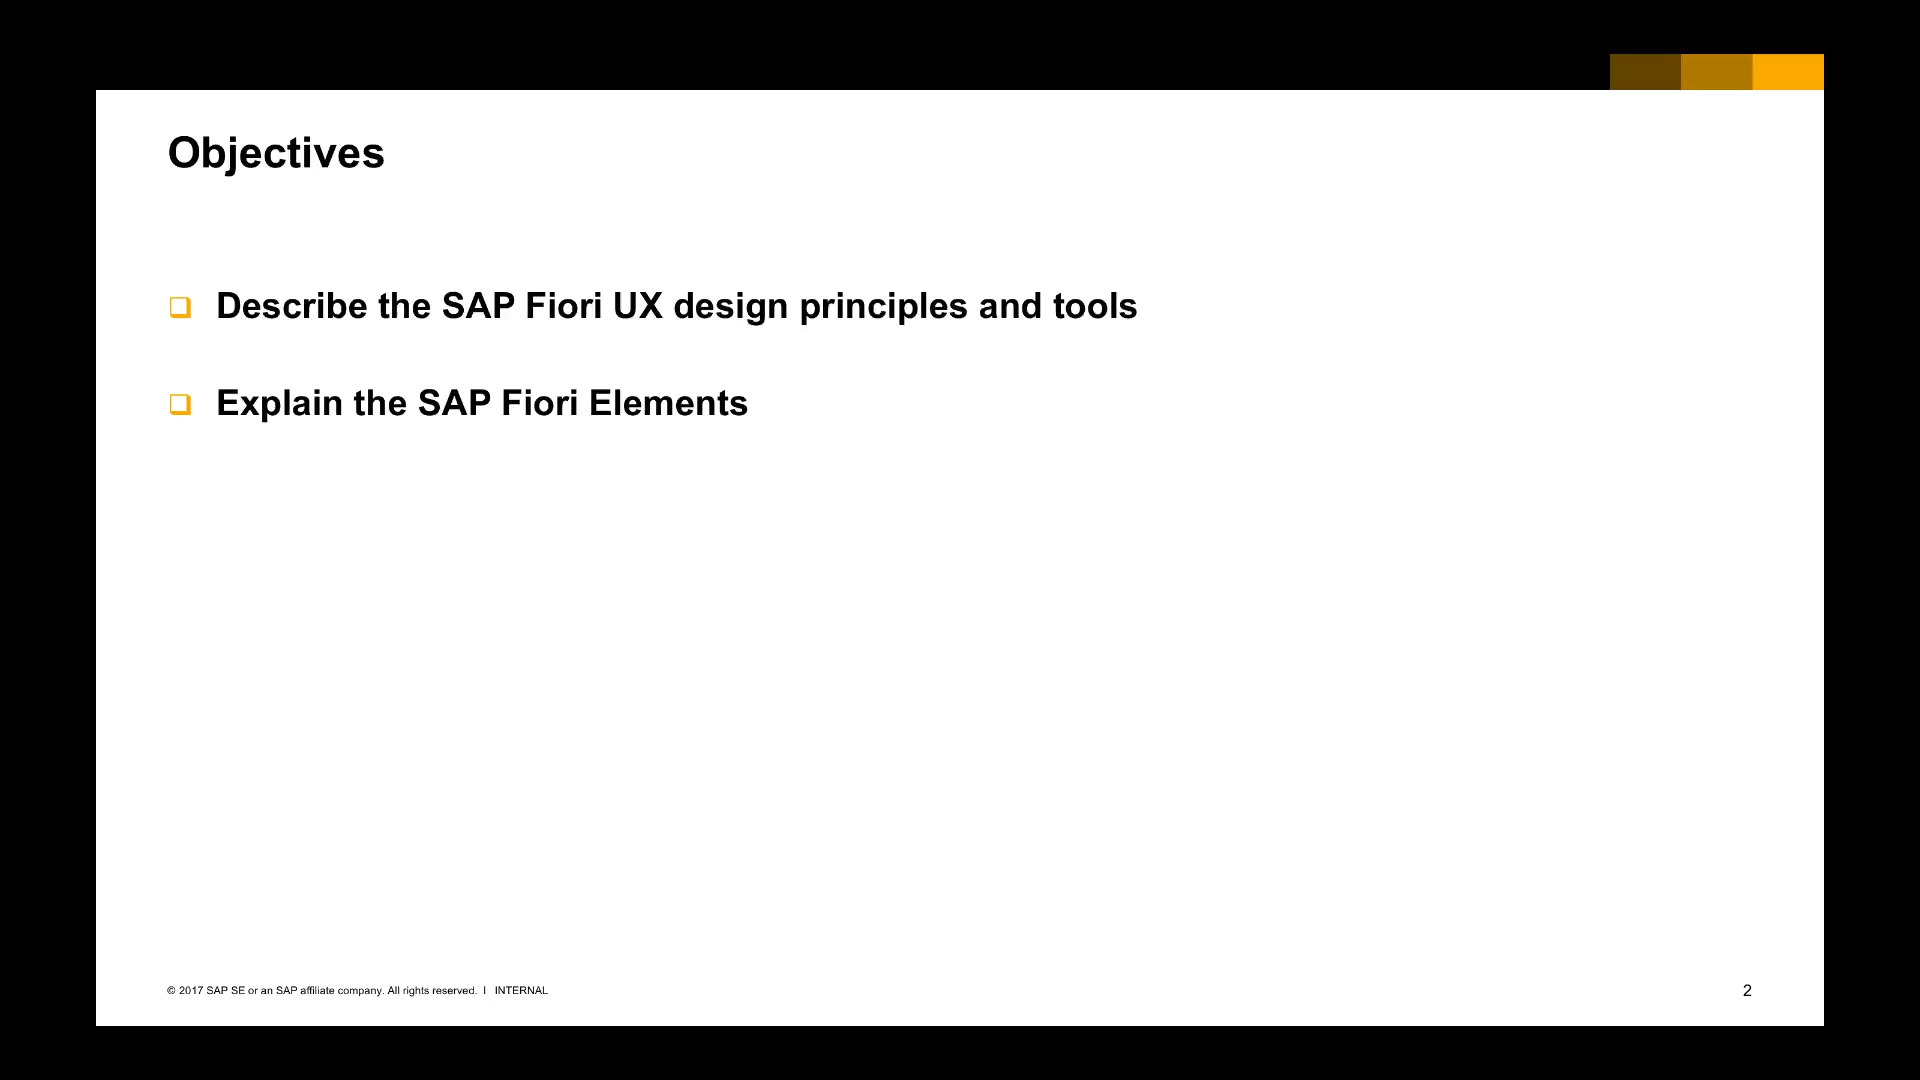 Objectives
❑ Describe the SAP Fiori UX design principles and tools
❑ Explain the SAP Fiori Elements
© 2017 SAP SE or an SAP affiliate company. All rights reserved. I INTERNAL
2